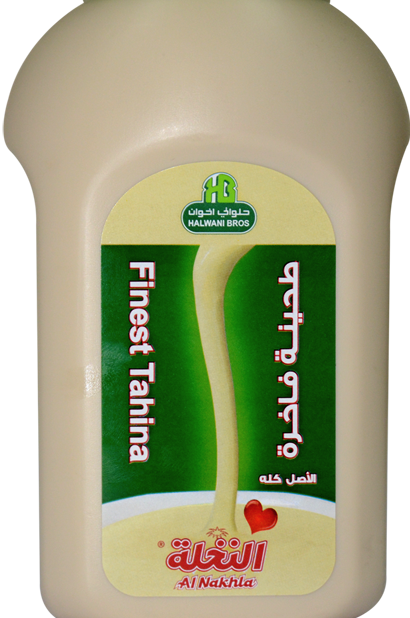 HB
حلواني اخوان
HALWANI BROS
Finest Tahina
طحينة فاخرة
الأصل كله
النخلة
®
Al Nakhla